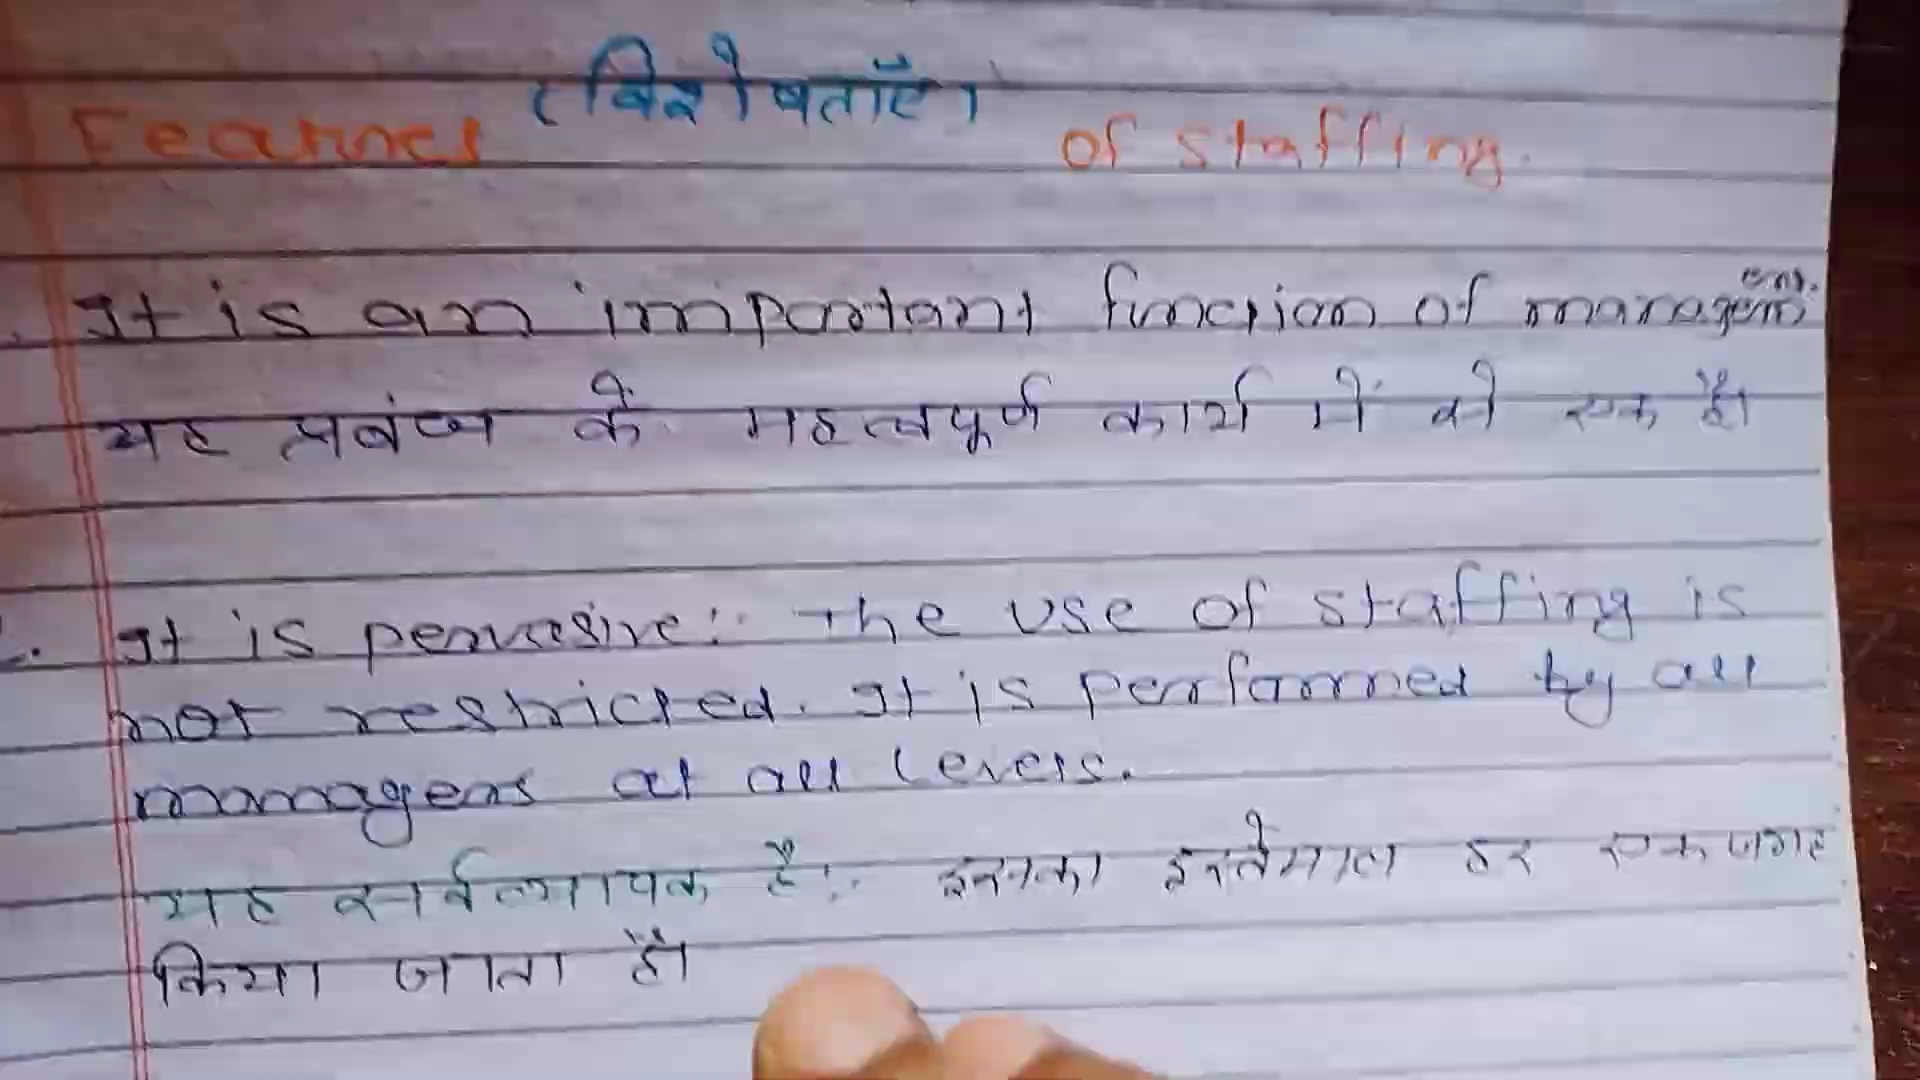 Features (विशेषताएँ) of staffing.
It is an important function of management.
यह प्रबंध के महत्वपूर्ण कार्य में से एक है।
2. It is pervasive:- The use of staffing is
not restricted. It is performed by all
managers at all levels.
यह सर्वव्यापक है:- इसका इस्तेमाल हर एक जगह
किया जाता है।